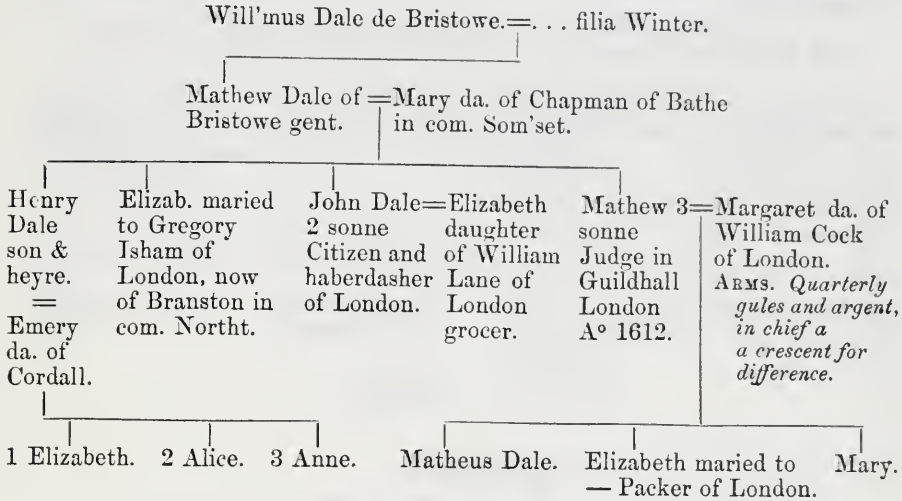 Will'mus Dale de Bristowe.=. . . filia Winter.
Mathew Dale of =Mary da. of Chapman of Bathe
Bristowe gent. in com. Som'set.
Henry
Dale
son &
heyre.
=
Emery
da. of
Cordall.
Elizab. maried
to Gregory
Isham of
London, now
of Branston in
com. Northt.
John Dale=Elizabeth
2 sonne daughter
Citizen and of William
haberdasher Lane of
of London. London
grocer.
Mathew 3=Margaret da. of
sonne William Cock
Judge in of London.
Guildhall ARMS. Quarterly
London gules and argent,
Aº 1612. in chief a
a crescent for
difference.
1 Elizabeth. 2 Alice. 3 Anne.
Matheus Dale. Elizabeth maried to Mary.
— Packer of London.